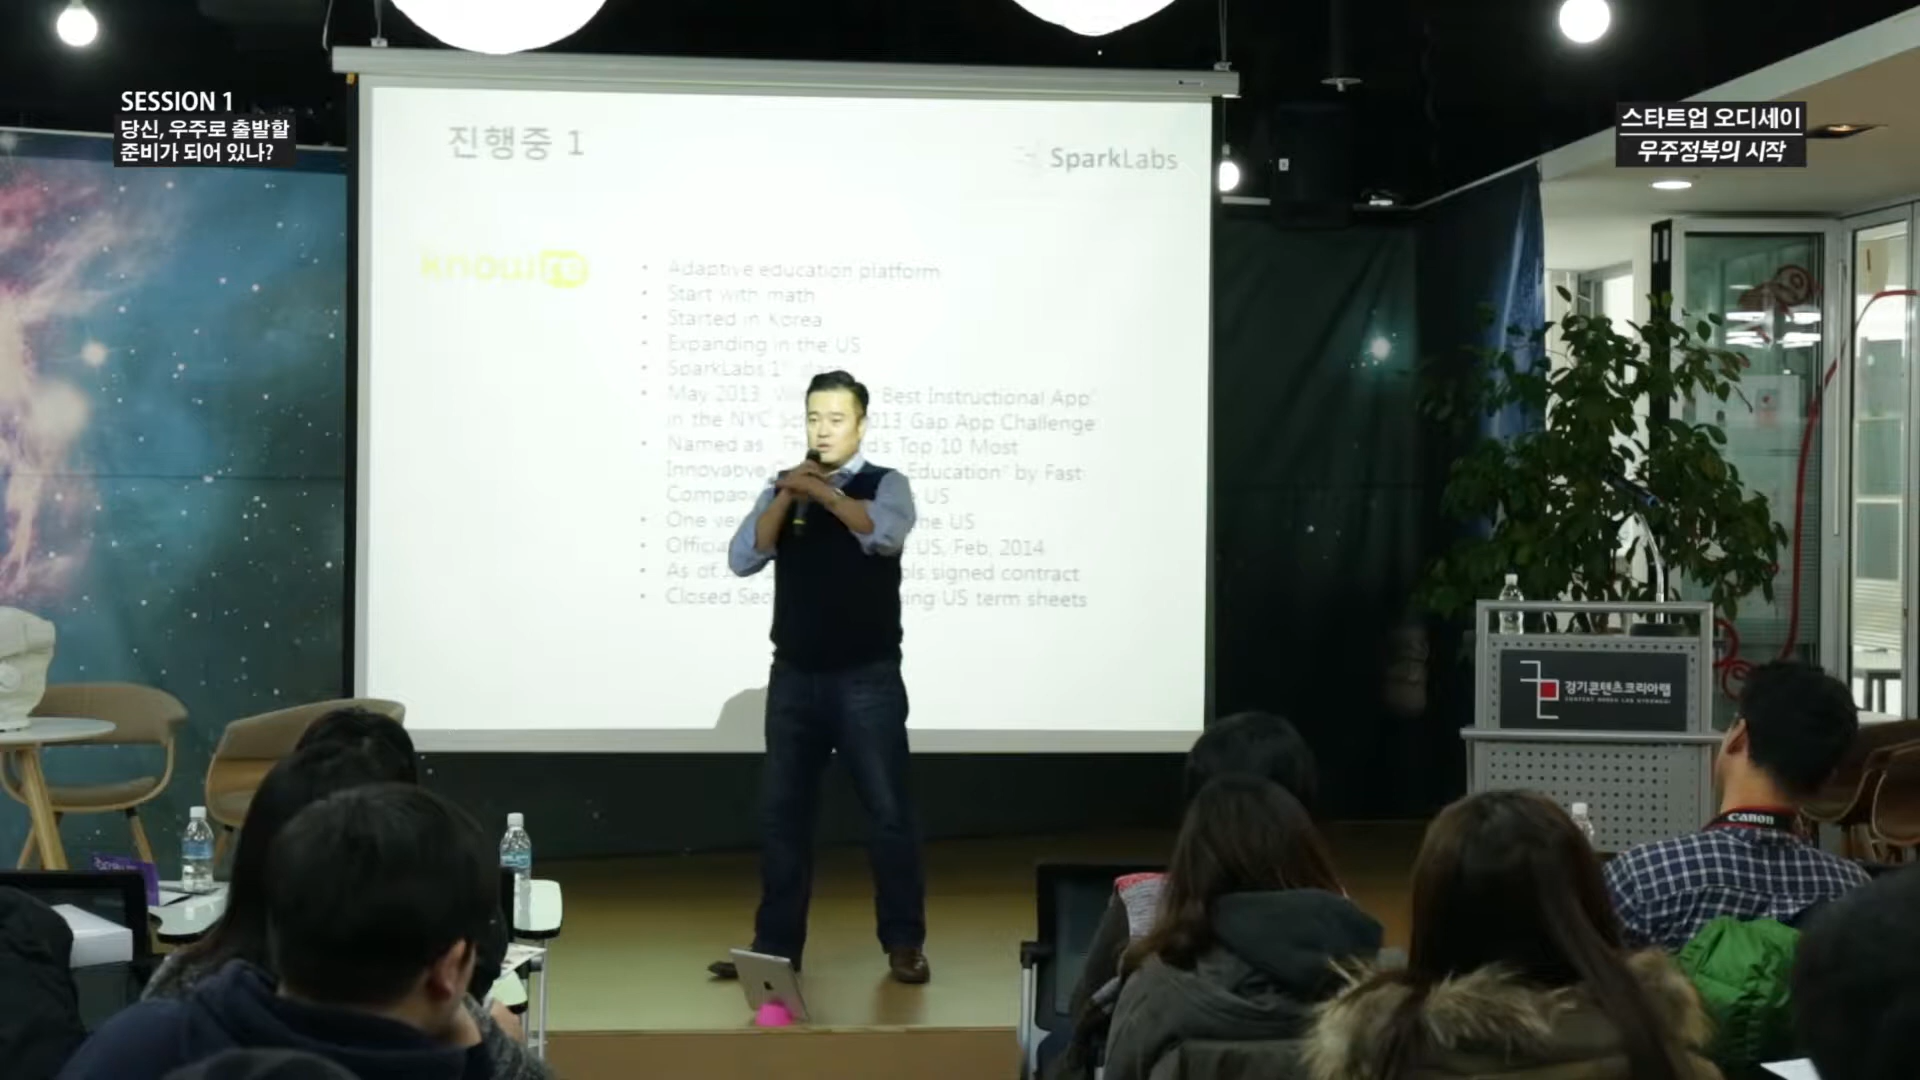 SESSION 1
당신, 우주로 출발할
준비가 되어 있나?
스타트업 오디세이
우주정복의 시작
진행중 1
SparkLabs
knowre
• Adaptive education platform
• Start with math
• Started in Korea
• Expanding in the US
• SparkLabs 1
• May 2013 Best Instructional App"
in the NYC 2013 Gap App Challenge
• Named as Top 10 Most
Innovative Education" by Fast
US
• One US
• US, Feb, 2014
• As of signed contract
• Closed US term sheets
경기콘텐츠코리아랩
CONTENT KOREA LAB GYEONGGI
Canon